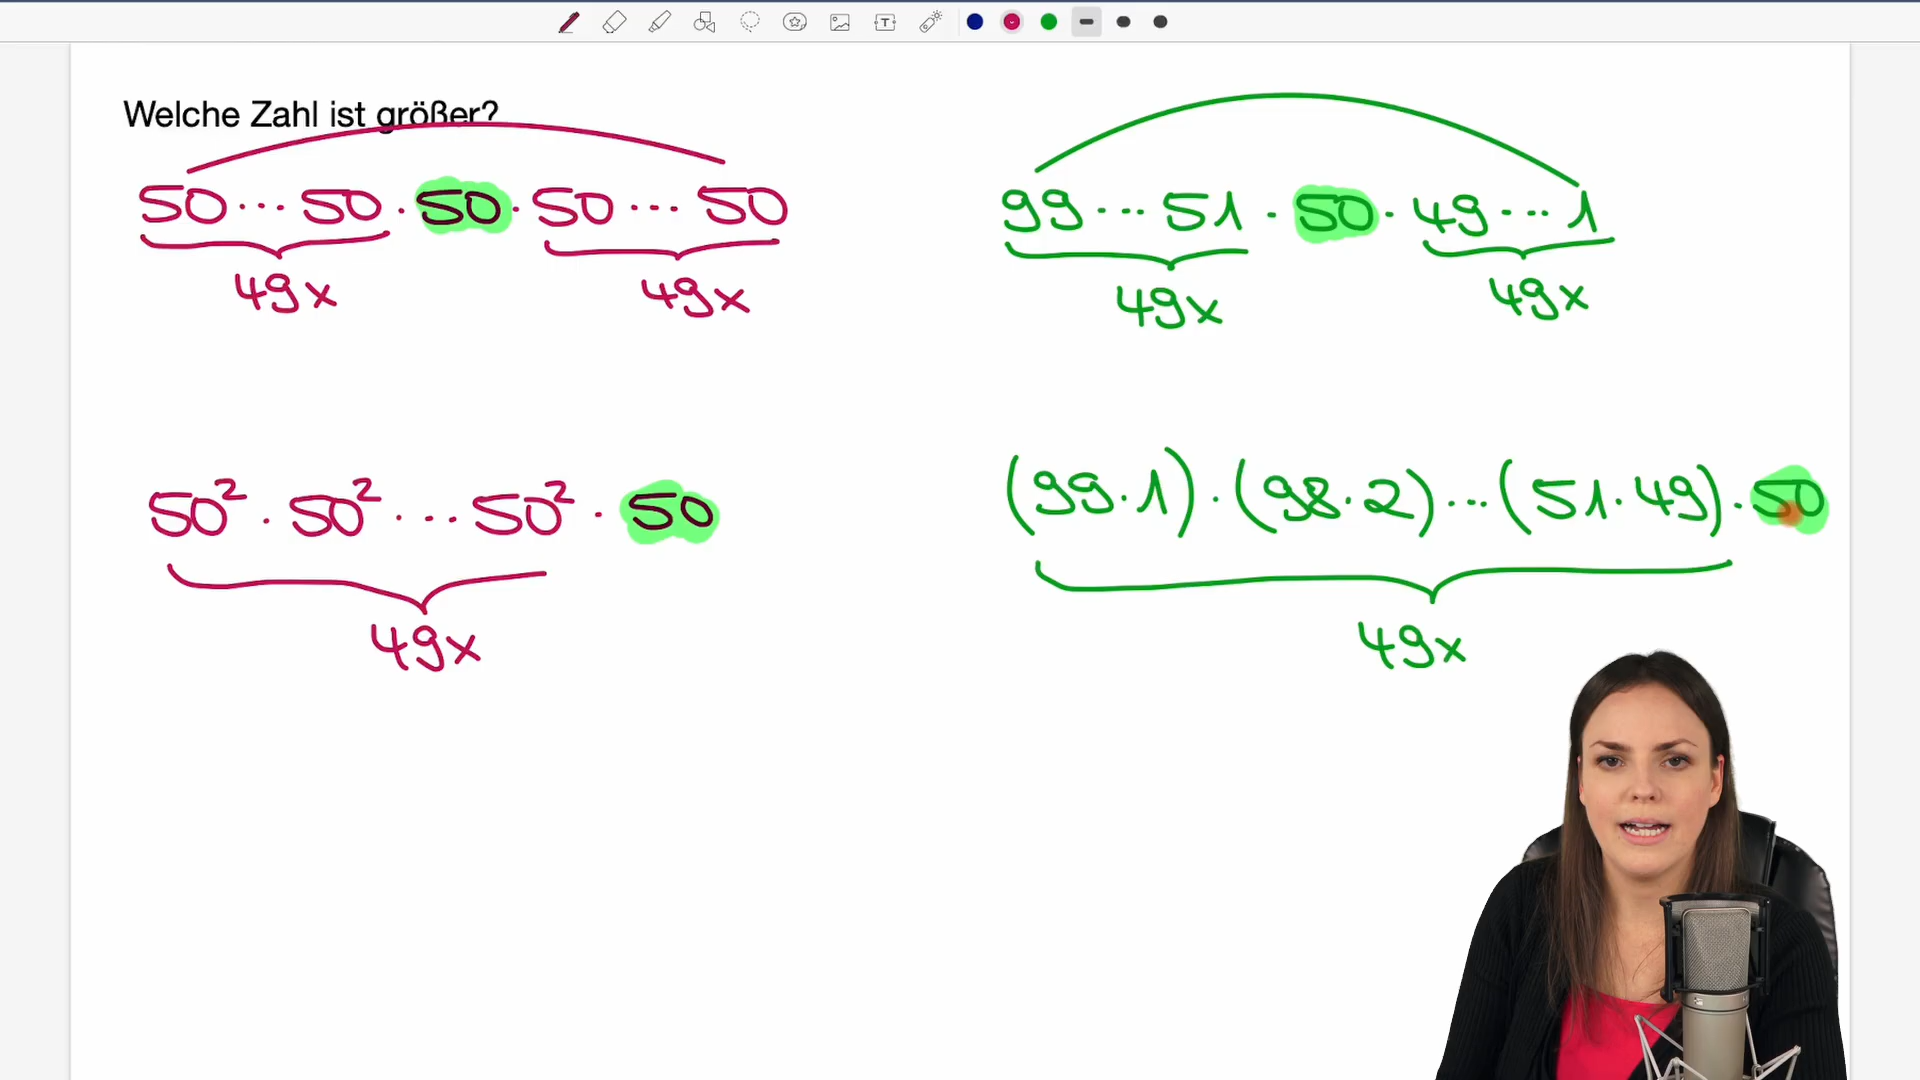 Welche Zahl ist größer?
50 ... 50 · 50 · 50 ... 50
49x 49x
99 ... 51 · 50 · 49 ... 1
49x 49x
50² · 50² · ... 50² · 50
49x
(99·1) · (98·2) ... (51·49) · 50
49x